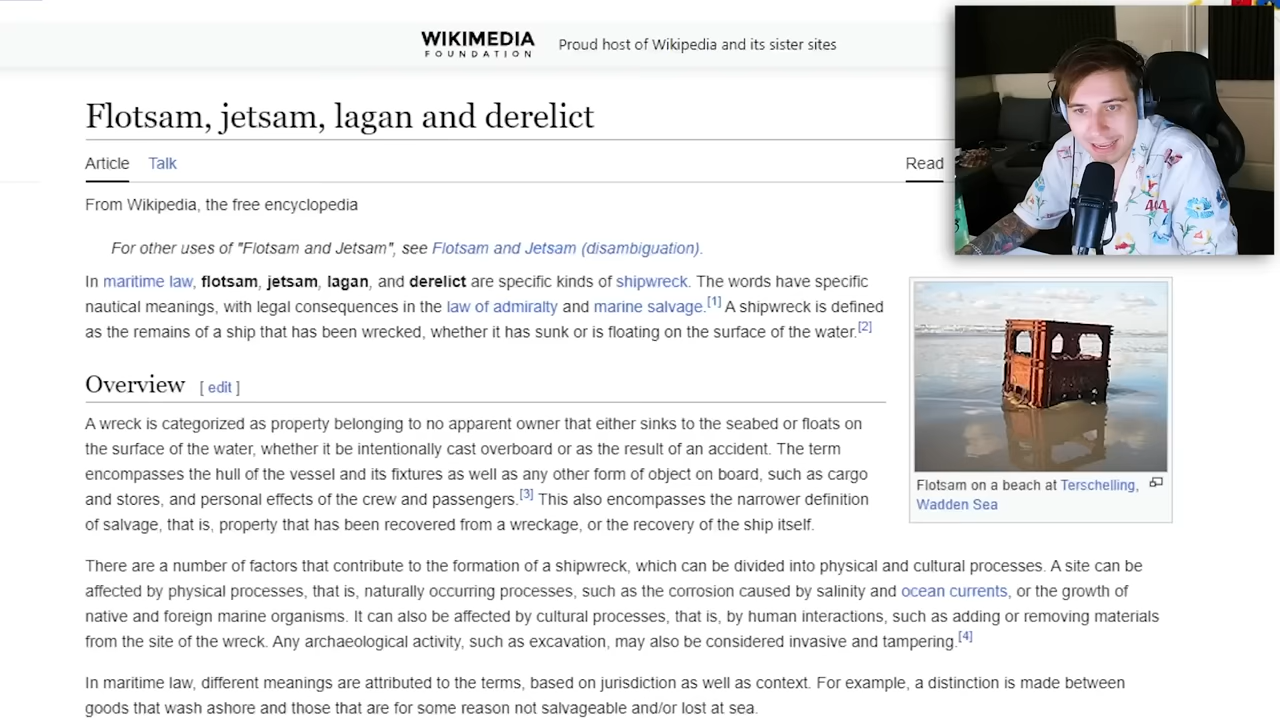 WIKIMEDIA
FOUNDATION
Proud host of Wikipedia and its sister sites
Flotsam, jetsam, lagan and derelict
Article Talk Read
From Wikipedia, the free encyclopedia
For other uses of "Flotsam and Jetsam", see Flotsam and Jetsam (disambiguation).
In maritime law, flotsam, jetsam, lagan, and derelict are specific kinds of shipwreck. The words have specific
nautical meanings, with legal consequences in the law of admiralty and marine salvage.[1] A shipwreck is defined
as the remains of a ship that has been wrecked, whether it has sunk or is floating on the surface of the water.[2]
Overview [ edit ]
A wreck is categorized as property belonging to no apparent owner that either sinks to the seabed or floats on
the surface of the water, whether it be intentionally cast overboard or as the result of an accident. The term
encompasses the hull of the vessel and its fixtures as well as any other form of object on board, such as cargo
and stores, and personal effects of the crew and passengers.[3] This also encompasses the narrower definition
of salvage, that is, property that has been recovered from a wreckage, or the recovery of the ship itself.
Flotsam on a beach at Terschelling,
Wadden Sea
There are a number of factors that contribute to the formation of a shipwreck, which can be divided into physical and cultural processes. A site can be
affected by physical processes, that is, naturally occurring processes, such as the corrosion caused by salinity and ocean currents, or the growth of
native and foreign marine organisms. It can also be affected by cultural processes, that is, by human interactions, such as adding or removing materials
from the site of the wreck. Any archaeological activity, such as excavation, may also be considered invasive and tampering.[4]
In maritime law, different meanings are attributed to the terms, based on jurisdiction as well as context. For example, a distinction is made between
goods that wash ashore and those that are for some reason not salvageable and/or lost at sea.